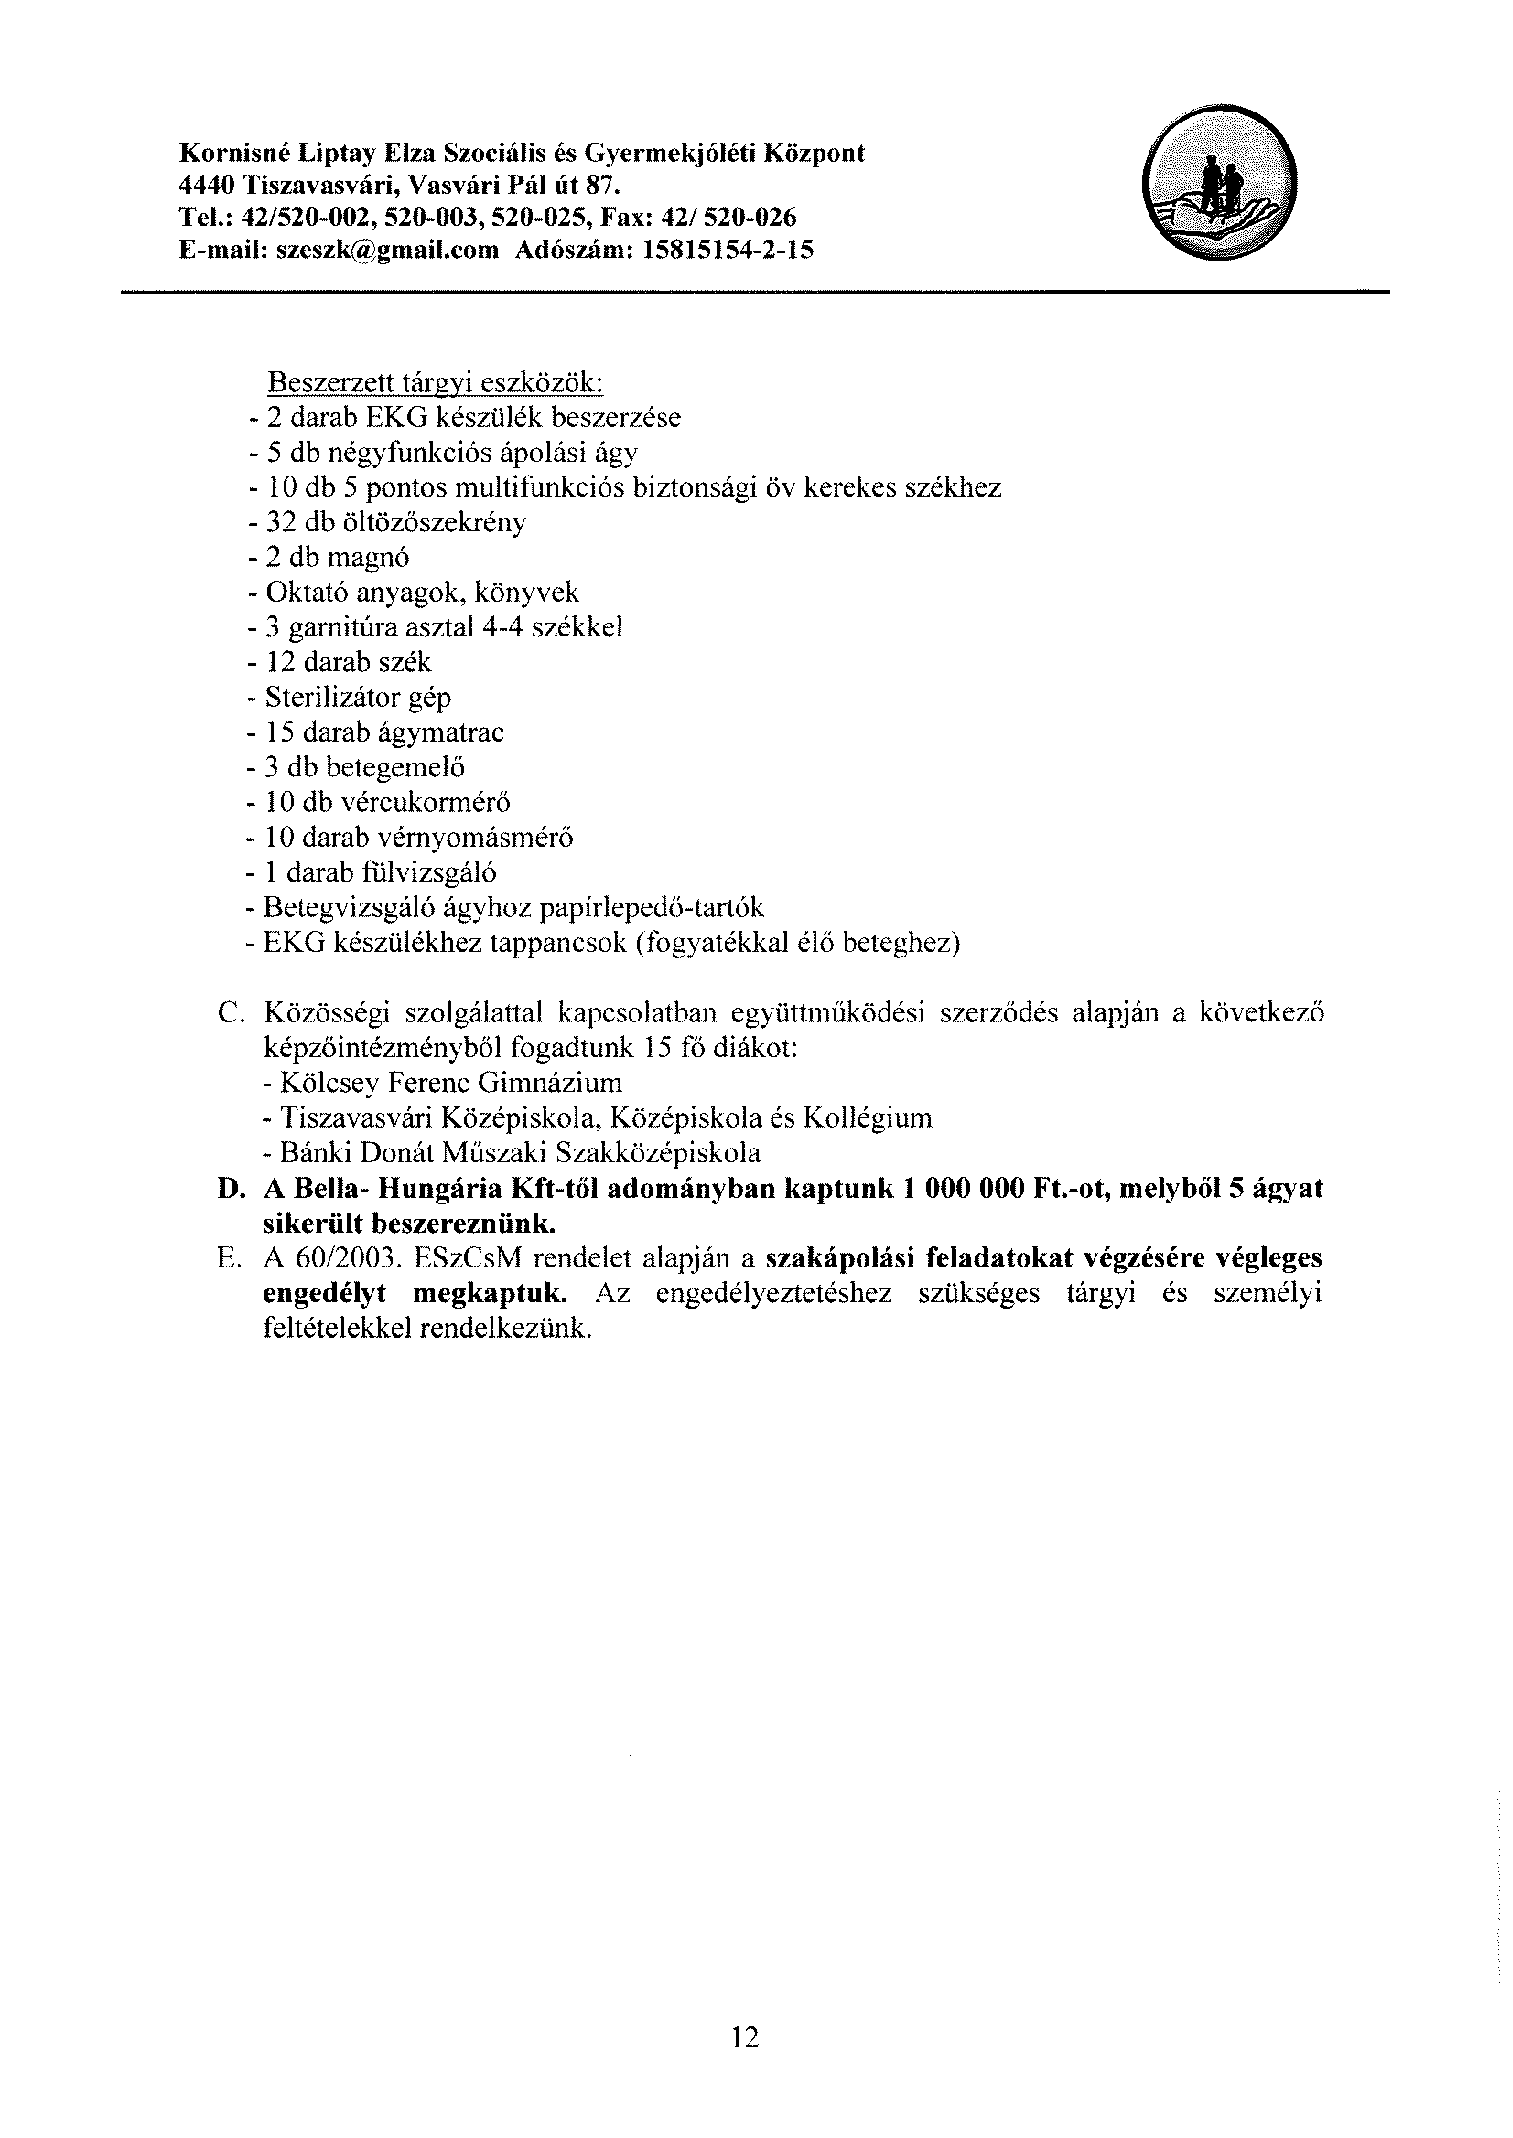 Kornisné Liptay Elza Szociális és Gyermekjóléti Központ
4440 Tiszavasvári, Vasvári Pál út 87.
Tel.: 42/520-002, 520-003, 520-025, Fax: 42/ 520-026
E-mail: szeszk@gmail.com Adószám: 15815154-2-15
Beszerzett tárgyi eszközök:
- 2 darab EKG készülék beszerzése
- 5 db négyfunkciós ápolási ágy
- 10 db 5 pontos multifunkciós biztonsági öv kerekes székhez
- 32 db öltözőszekrény
- 2 db magnó
- Oktató anyagok, könyvek
- 3 garnitúra asztal 4-4 székkel
- 12 darab szék
- Sterilizátor gép
- 15 darab ágymatrac
- 3 db betegemelő
- 10 db vércukormérő
- 10 darab vérnyomásmérő
- 1 darab fülvizsgáló
- Betegvizsgáló ágyhoz papírlepedő-tartók
- EKG készülékhez tappancsok (fogyatékkal élő beteghez)
C. Közösségi szolgálattal kapcsolatban együttműködési szerződés alapján a következő
képzőintézményből fogadtunk 15 fő diákot:
- Kölcsey Ferenc Gimnázium
- Tiszavasvári Középiskola, Középiskola és Kollégium
- Bánki Donát Műszaki Szakközépiskola
D. A Bella- Hungária Kft-től adományban kaptunk 1 000 000 Ft.-ot, melyből 5 ágyat
sikerült beszereznünk.
E. A 60/2003. ESzCsM rendelet alapján a szakápolási feladatokat végzésére végleges
engedélyt megkaptuk. Az engedélyeztetéshez szükséges tárgyi és személyi
feltételekkel rendelkezünk.
12